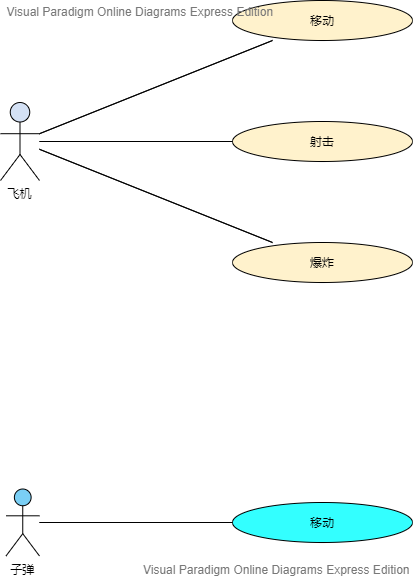 Visual Paradigm Online Diagrams Express Edition
移动
射击
飞机
爆炸
移动
子弹
Visual Paradigm Online Diagrams Express Edition